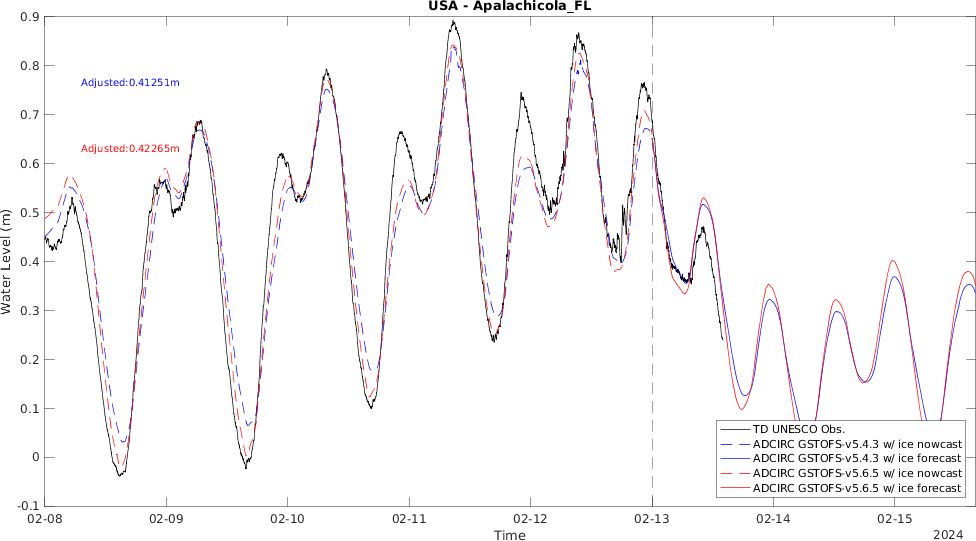 USA - Apalachicola_FL
0.9
0.8
0.7
0.6
0.5
0.4
0.3
0.2
0.1
0
-0.1
Water Level (m)
Adjusted:0.41251m
Adjusted:0.42265m
TD UNESCO Obs.
ADCIRC GSTOFS-v5.4.3 w/ ice nowcast
ADCIRC GSTOFS-v5.4.3 w/ ice forecast
ADCIRC GSTOFS-v5.6.5 w/ ice nowcast
ADCIRC GSTOFS-v5.6.5 w/ ice forecast
02-08 02-09 02-10 02-11 02-12 02-13 02-14 02-15
Time
2024